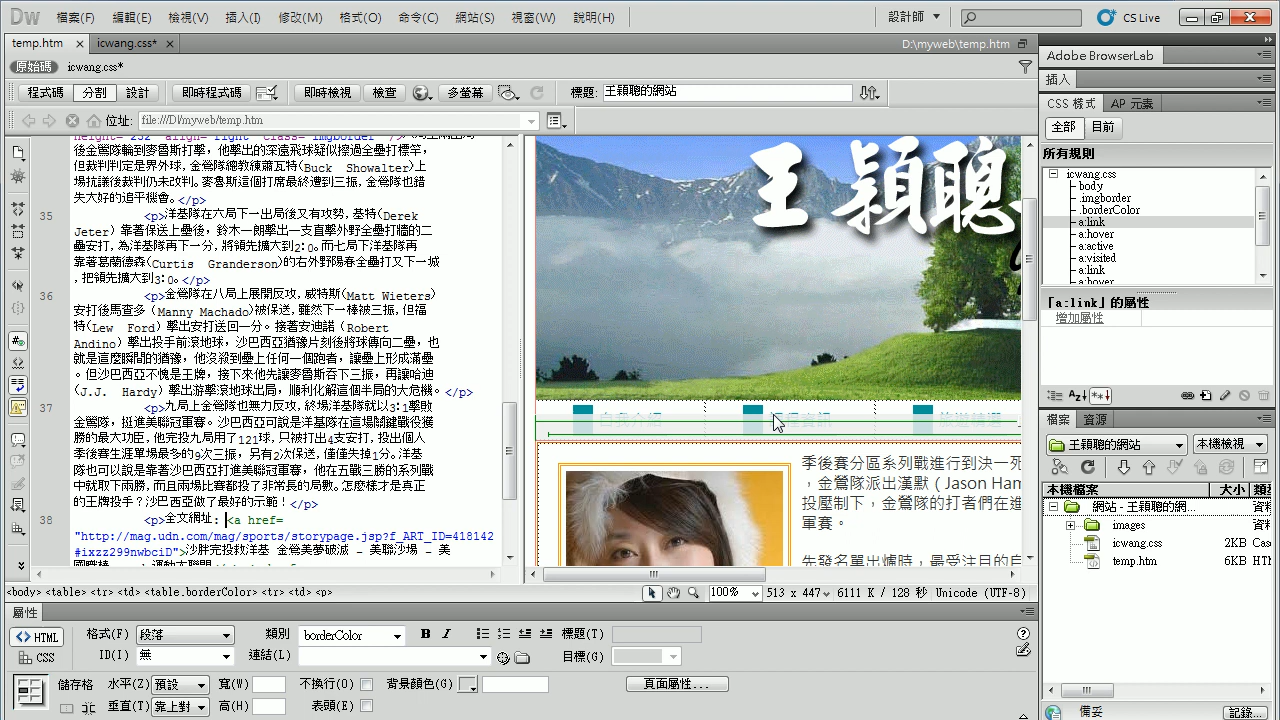 Dw 檔案(F) 編輯(E) 檢視(V) 插入(I) 修改(M) 格式(O) 命令(C) 網站(S) 視窗(W) 說明(H) 設計師 CS Live
temp.htm icwang.css* D:\myweb\temp.htm
原始碼 icwang.css*
程式碼 分割 設計 即時程式碼 即時檢視 檢查 多螢幕 標題: 王穎聰的網站
位址: file:///D|/myweb/temp.htm
後金鶯隊輪到麥魯斯打擊，他擊出的深遠飛球疑似擦過全壘打標竿，
但裁判判定是界外球，金鶯隊總教練蕭瓦特(Buck Showalter)上
場抗議後裁判仍未改判。麥魯斯這個打席最終遭到三振，金鶯隊也錯
失大好的追平機會。</p>
35 <p>洋基隊在六局下一出局後又有攻勢，基特(Derek
Jeter) 靠著保送上壘後，鈴木一朗擊出一支直擊外野全壘打牆的二
壘安打，為洋基隊再下一分，將領先擴大到2:0。而七局下洋基隊再
靠葛蘭德森(Curtis Granderson)的右外野陽春全壘打又下一城
，把領先擴大到3:0。</p>
36 <p>金鶯隊在八局上展開反攻，威特斯(Matt Wieters)
安打後馬查多 (Manny Machado)被保送，雖然下一棒被三振，但福
特(Lew Ford) 擊出安打送回一分。接著安迪諾 (Robert
Andino) 擊出投手前滾地球，沙巴西亞猶豫片刻後將球傳向二壘，也
就是這麼瞬間的猶豫，他沒殺到壘上任何一個跑者，讓壘上形成滿壘
。但沙巴西亞不愧是王牌，接下來他先讓麥魯斯吞下三振，再讓哈迪
(J.J. Hardy) 擊出游擊滾地球出局，順利化解這個半局的大危機。</p>
37 <p>九局上金鶯隊也無力反攻，終場洋基隊就以3:1擊敗
金鶯隊，挺進美聯冠軍賽。沙巴西亞可說是洋基隊在這場關鍵戰役獲
勝的最大功臣，他完投九局用了121球，只被打出4支安打，投出個人
季後賽生涯單場最多的9次三振，另有2次保送，僅僅失掉1分。洋基
隊也可以說是靠著沙巴西亞打進美聯冠軍賽，他在五戰三勝的系列戰
中就取下兩勝，而且兩場比賽都投了非常長的局數。怎麼樣才是真正
的王牌投手？沙巴西亞做了最好的示範！</p>
38 <p>全文網址: <a href=
"http://mag.udn.com/mag/sports/storypage.jsp?f_ART_ID=418142
#ixzz299nwbciD">沙胖完投救洋基 金鶯美夢破滅 - 美聯沙場 - 美
王穎聰
自我介紹 課程資訊 旅遊精選
季後賽分區系列戰進行到決一死
，金鶯隊派出漢默（Jason Ham
投壓制下，金鶯隊的打者們在進
軍賽。
先發名單出爐時，最受注目的自
<body> <table> <tr> <td> <table.borderColor> <tr> <td> <p> 100% 513 x 447 6111 K / 128 秒 Unicode (UTF-8)
屬性
HTML 格式(F) 段落 類別 borderColor B I 標題(T)
CSS ID(I) 無 連結(L) 目標(G)
儲存格 水平(Z) 預設 寬(W) 不換行(O) 背景顏色(G) 頁面屬性...
垂直(T) 靠上對 高(H) 表頭(E)
Adobe BrowserLab
插入
CSS 樣式 AP 元素
全部 目前
所有規則
icwang.css
body
.imgborder
.borderColor
a:link
a:hover
a:active
a:visited
a:link
a:hover
「a:link」的屬性
增加屬性
檔案 資源
王穎聰的網站 本機檢視
本機檔案 大小 類
網站 - 王穎聰的網... 資料
images 資料
icwang.css 2KB Cas
temp.htm 6KB HTM
備妥 記錄...